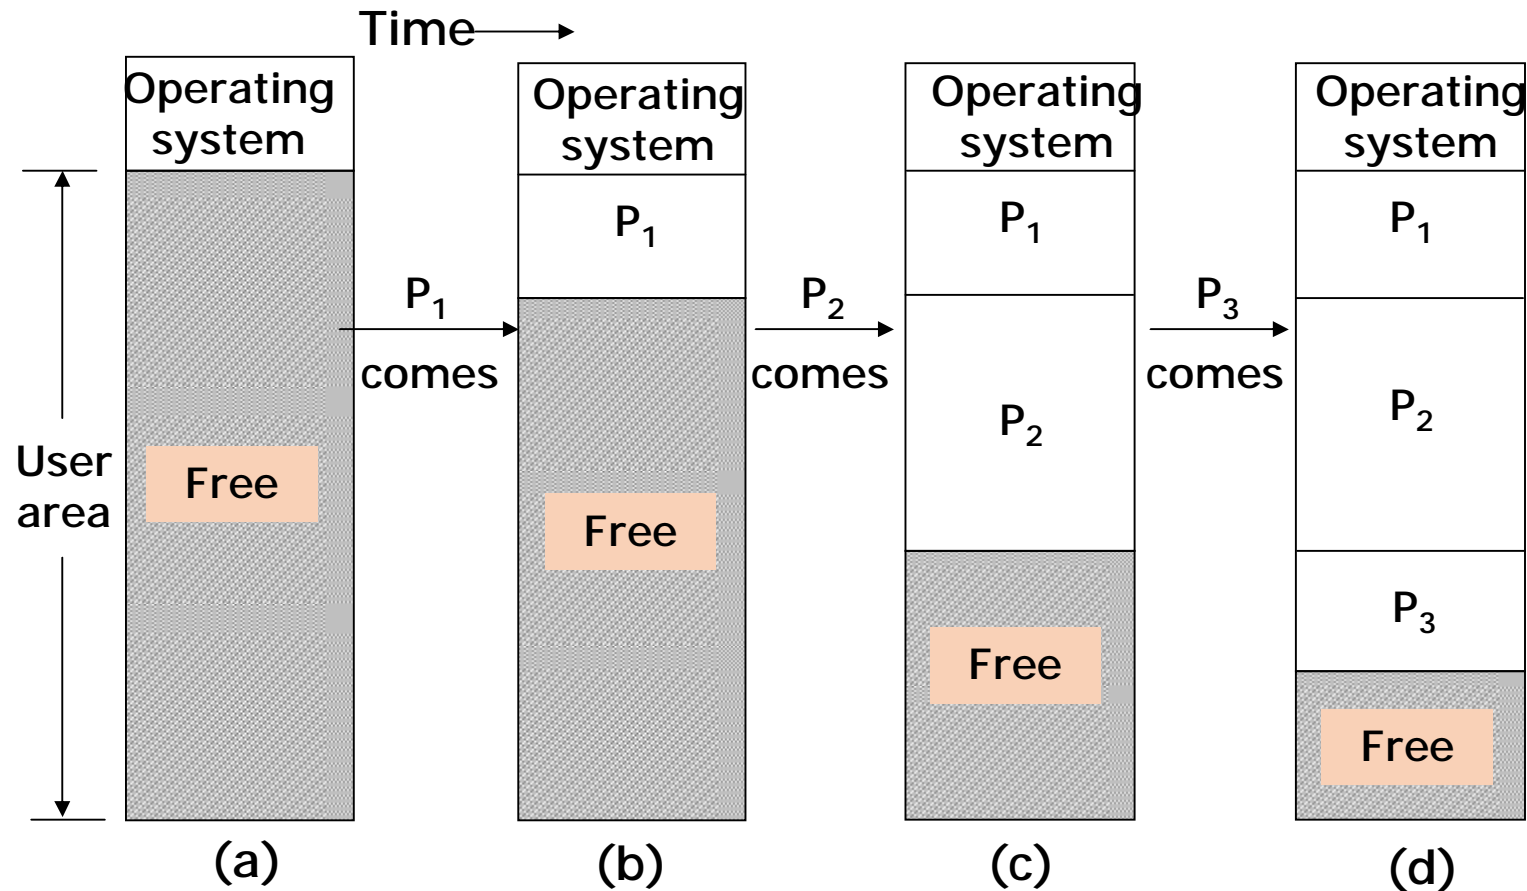 Time
Operating
system
Operating
system
Operating
system
Operating
system
P₁
P₁
P₁
P₁
comes
P₂
comes
P₃
comes
P₂
P₂
User
area
Free
Free
P₃
Free
Free
(a)
(b)
(c)
(d)